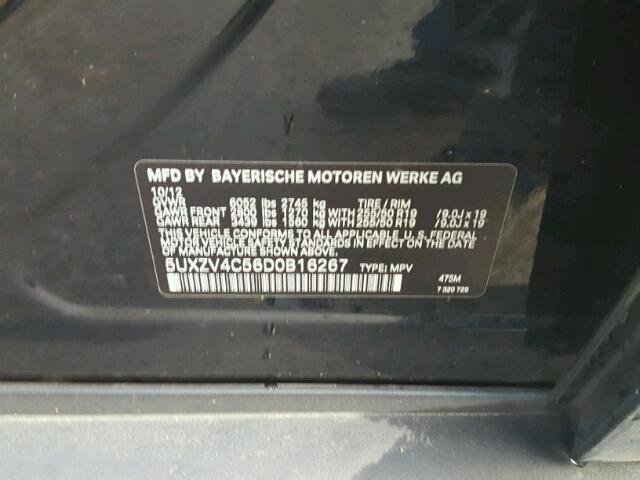 MFD BY BAYERISCHE MOTOREN WERKE AG
10/12
GVWR 6052 lbs 2745 kg TIRE / RIM
GAWR FRONT 2800 lbs 1270 KG WITH 255/50 R19 /9.0J x 19
GAWR REAR 3430 lbs 1560 KG WITH 255/50 R19 /9.0J x 19
THIS VEHICLE CONFORMS TO ALL APPLICABLE U. S. FEDERAL
MOTOR VEHICLE SAFETY STANDARDS IN EFFECT ON THE DATE OF
MANUFACTURE SHOWN ABOVE.
5UXZV4C56D0B16267 TYPE: MPV
475M
7 320 729